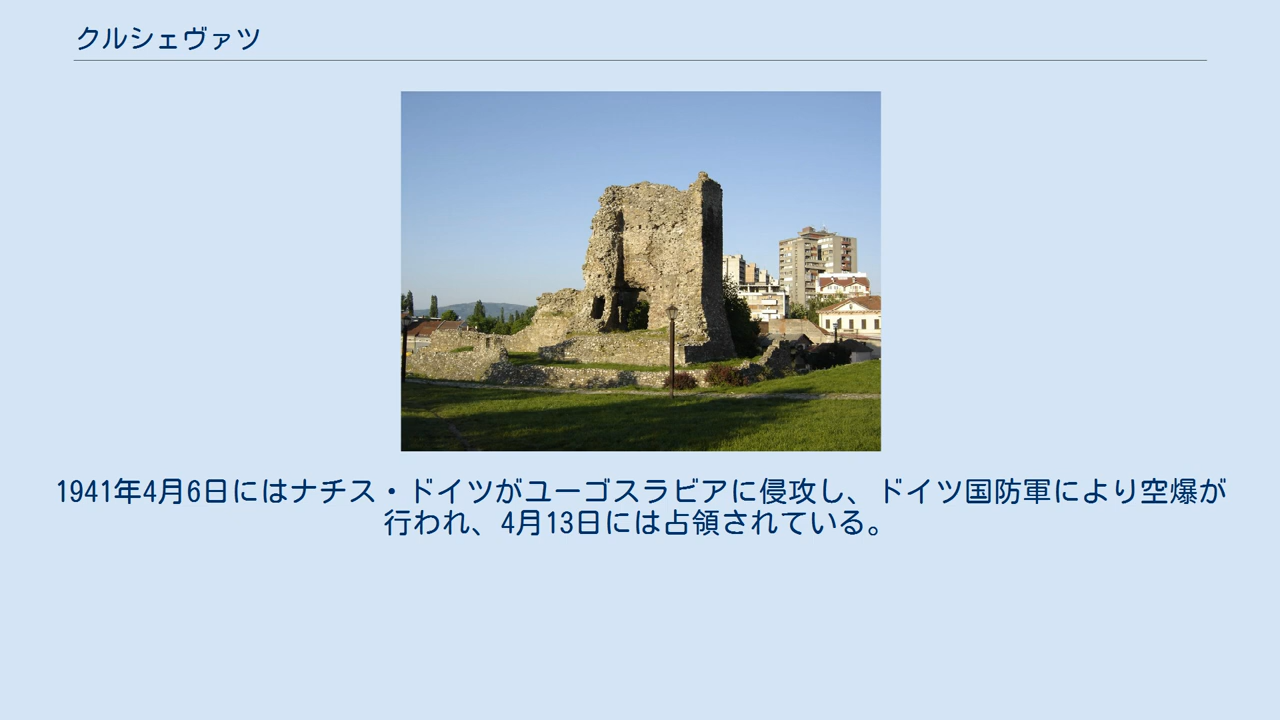 クルシェヴァツ
1941年4月6日にはナチス・ドイツがユーゴスラビアに侵攻し、ドイツ国防軍により空爆が
行われ、4月13日には占領されている。